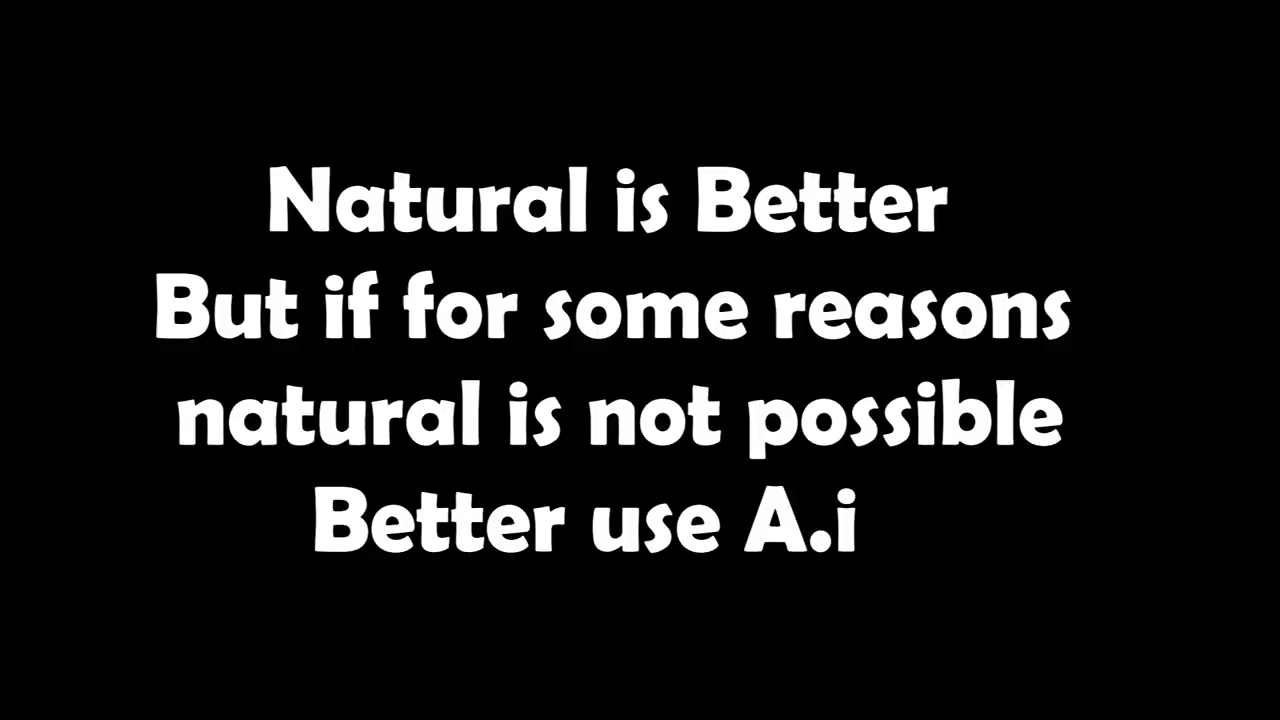 Natural is Better
But if for some reasons
natural is not possible
Better use A.i